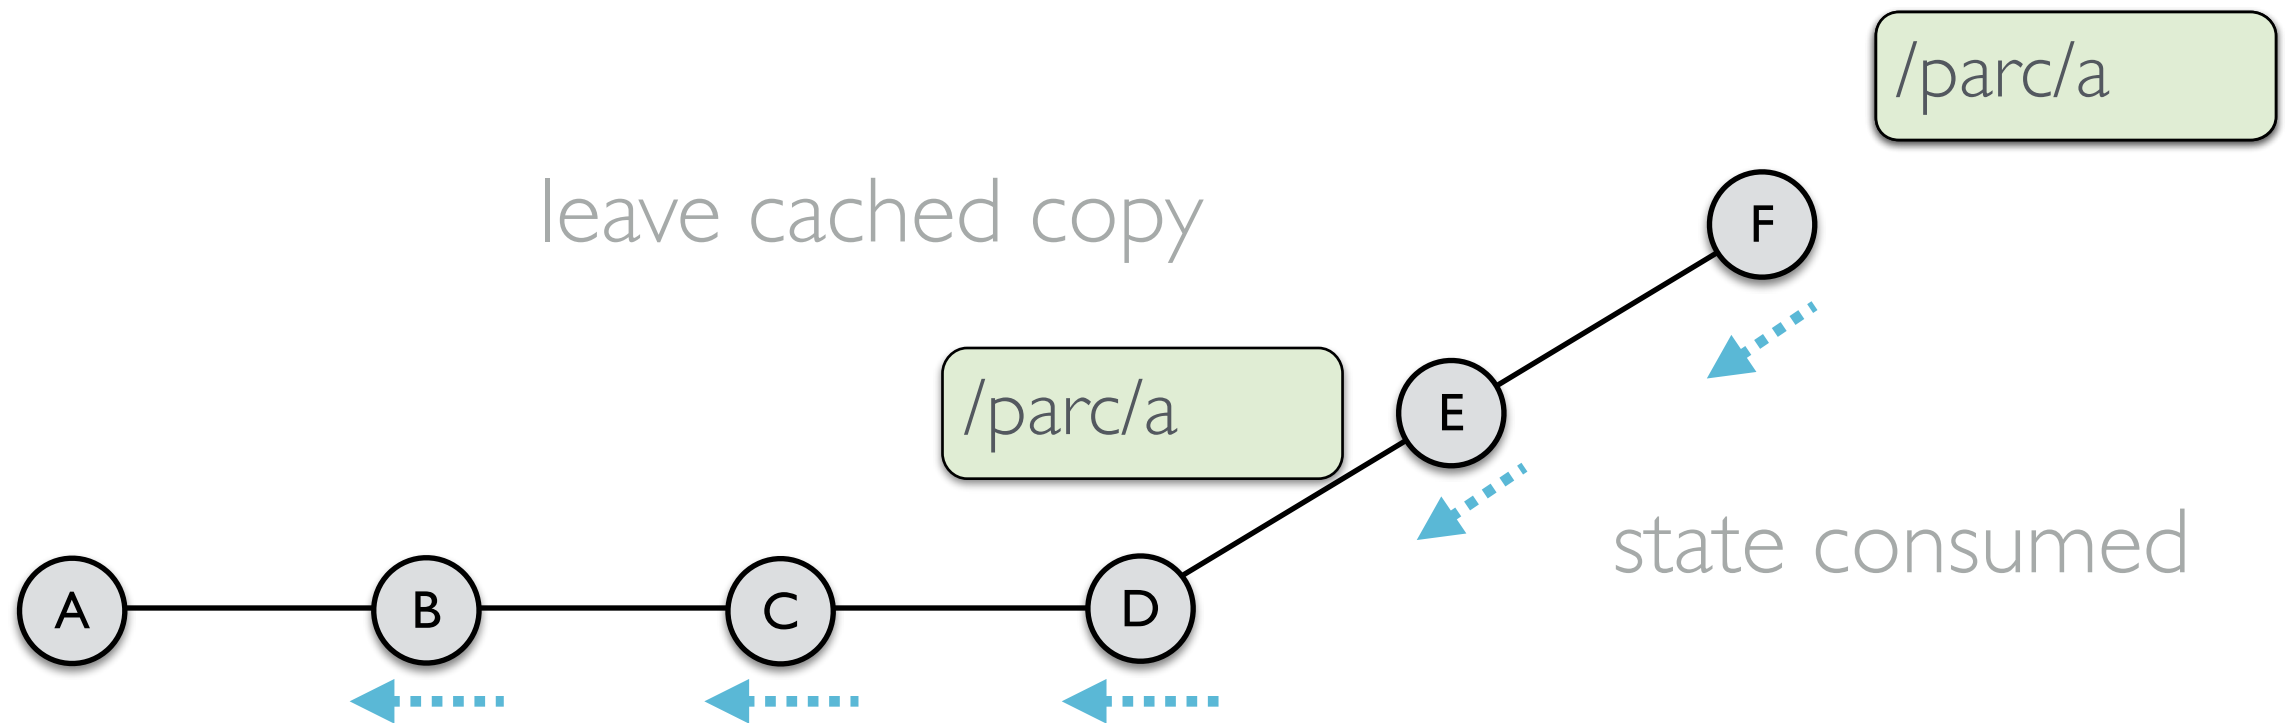 /parc/a
leave cached copy
F
/parc/a
E
state consumed
A
B
C
D